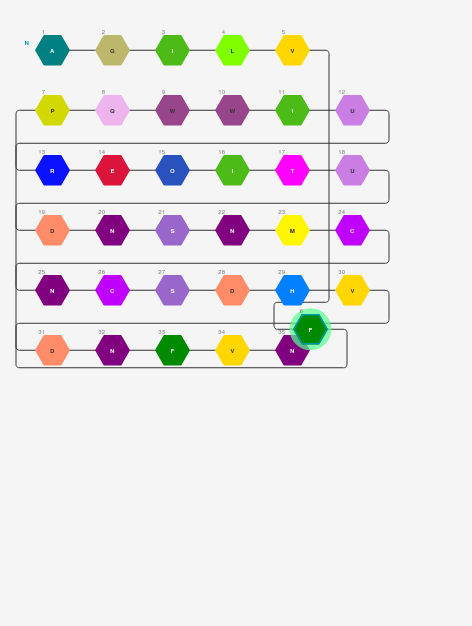 1 2 3 4 5
N A G I L V
7 8 9 10 11 12
P Q W W I U
13 14 15 16 17 18
R E O I T U
19 20 21 22 23 24
D N S N M C
25 26 27 28 29 30
N C S D H V
6
F
31 32 33 34 35
D N F V N